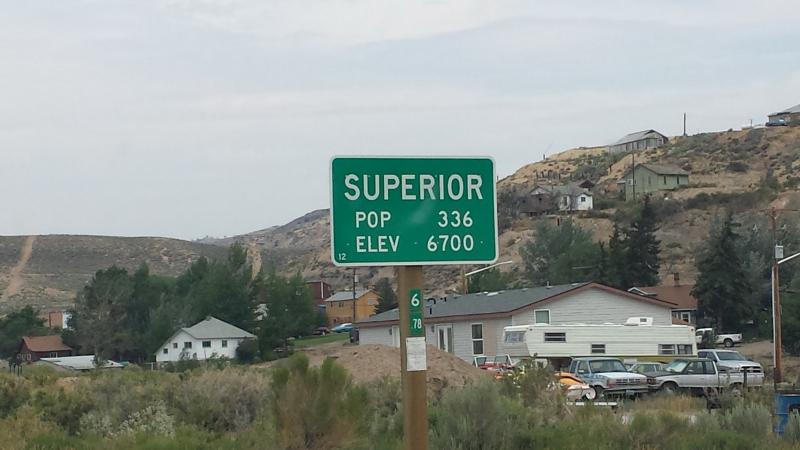 SUPERIOR
POP 336
ELEV 6700
12
6
78